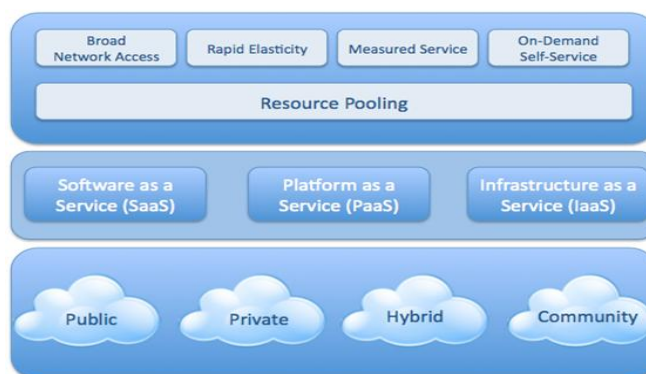 Broad
Network Access
Rapid Elasticity
Measured Service
On-Demand
Self-Service
Resource Pooling
Software as a
Service (SaaS)
Platform as a
Service (PaaS)
Infrastructure as a
Service (IaaS)
Public
Private
Hybrid
Community